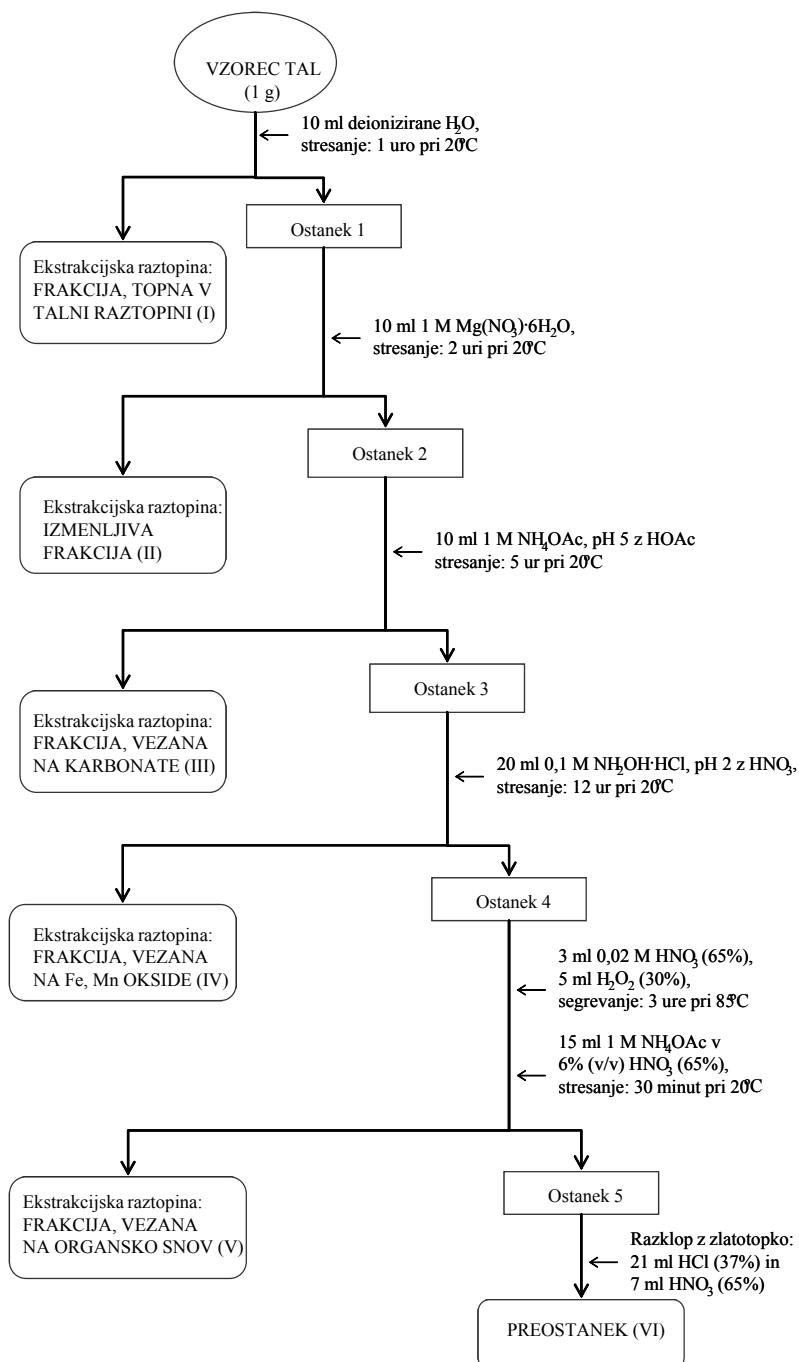 VZOREC TAL
(1 g)
10 ml deionizirane H₂O,
stresanje: 1 uro pri 20°C
Ostanek 1
Ekstrakcijska raztopina:
FRAKCIJA, TOPNA V
TALNI RAZTOPINI (I)
10 ml 1 M Mg(NO₃)·6H₂O,
stresanje: 2 uri pri 20°C
Ostanek 2
Ekstrakcijska raztopina:
IZMENLJIVA
FRAKCIJA (II)
10 ml 1 M NH₄OAc, pH 5 z HOAc
stresanje: 5 ur pri 20°C
Ostanek 3
Ekstrakcijska raztopina:
FRAKCIJA, VEZANA
NA KARBONATE (III)
20 ml 0,1 M NH₂OH·HCl, pH 2 z HNO₃,
stresanje: 12 ur pri 20°C
Ostanek 4
Ekstrakcijska raztopina:
FRAKCIJA, VEZANA
NA Fe, Mn OKSIDE (IV)
3 ml 0,02 M HNO₃ (65%),
5 ml H₂O₂ (30%),
segrevanje: 3 ure pri 85°C
15 ml 1 M NH₄OAc v
6% (v/v) HNO₃ (65%),
stresanje: 30 minut pri 20°C
Ostanek 5
Ekstrakcijska raztopina:
FRAKCIJA, VEZANA
NA ORGANSKO SNOV (V)
Razklop z zlatotopko:
21 ml HCl (37%) in
7 ml HNO₃ (65%)
PREOSTANEK (VI)